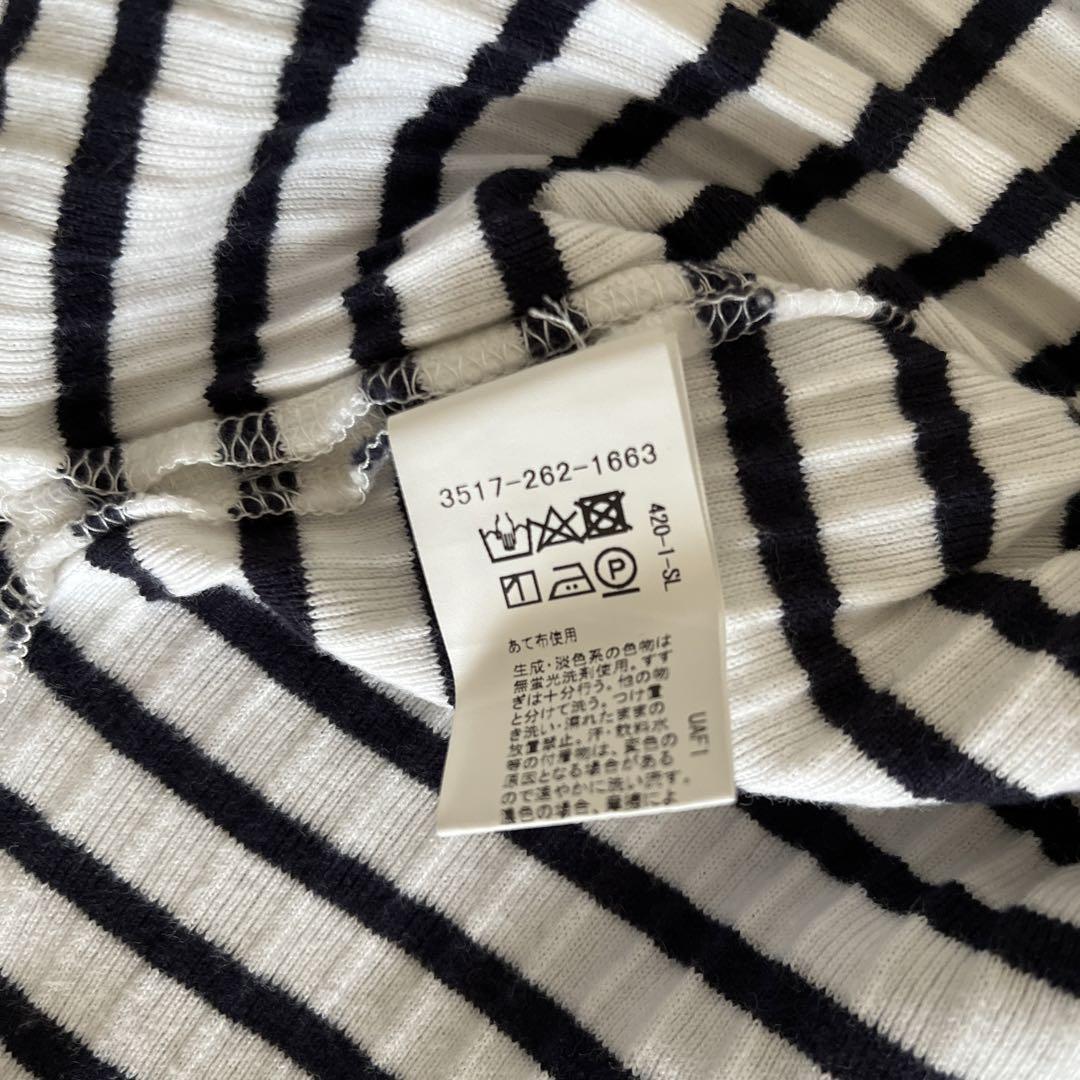 3517-262-1663
420-1-SL
P
あて布使用
生成・淡色系の色物は
無蛍光洗剤使用。すす
ぎは十分行う。他の物
と分けて洗う。つけ置
き洗い・濡れたままの
放置禁止。汗・飲料水
等の付着物は、変色の
原因となる場合がある
ので速やかに洗い流す。
濃色の場合、量濃によ
UAF I